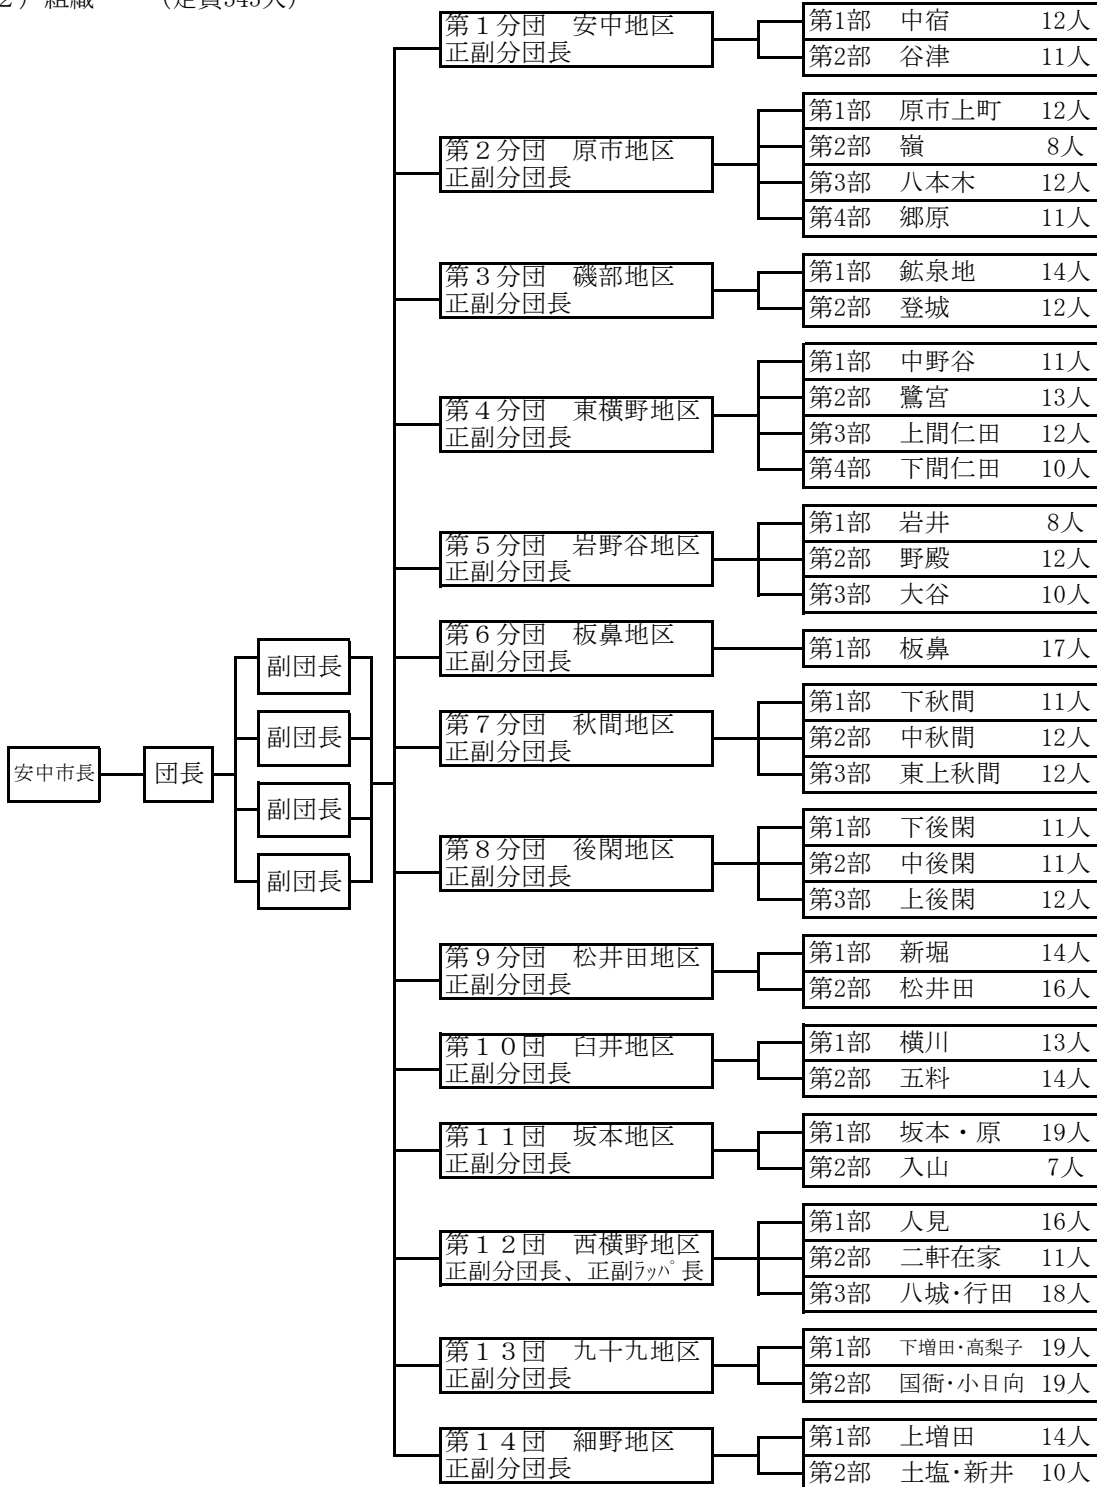 ２）組織　　（定員545人）
第１分団　安中地区
正副分団長
第1部　中宿　12人
第2部　谷津　11人
第２分団　原市地区
正副分団長
第1部　原市上町　12人
第2部　嶺　8人
第3部　八本木　12人
第4部　郷原　11人
第３分団　磯部地区
正副分団長
第1部　鉱泉地　14人
第2部　登城　12人
第４分団　東横野地区
正副分団長
第1部　中野谷　11人
第2部　鷺宮　13人
第3部　上間仁田　12人
第4部　下間仁田　10人
第５分団　岩野谷地区
正副分団長
第1部　岩井　8人
第2部　野殿　12人
第3部　大谷　10人
第６分団　板鼻地区
正副分団長
第1部　板鼻　17人
安中市長
団長
副団長
副団長
副団長
副団長
第７分団　秋間地区
正副分団長
第1部　下秋間　11人
第2部　中秋間　12人
第3部　東上秋間　12人
第８分団　後閑地区
正副分団長
第1部　下後閑　11人
第2部　中後閑　11人
第3部　上後閑　12人
第９分団　松井田地区
正副分団長
第1部　新堀　14人
第2部　松井田　16人
第１０団　臼井地区
正副分団長
第1部　横川　13人
第2部　五料　14人
第１１団　坂本地区
正副分団長
第1部　坂本・原　19人
第2部　入山　7人
第１２団　西横野地区
正副分団長、正副ﾗｯﾊﾟ長
第1部　人見　16人
第2部　二軒在家　11人
第3部　八城･行田　18人
第１３団　九十九地区
正副分団長
第1部　下増田･高梨子　19人
第2部　国衙･小日向　19人
第１４団　細野地区
正副分団長
第1部　上増田　14人
第2部　土塩･新井　10人